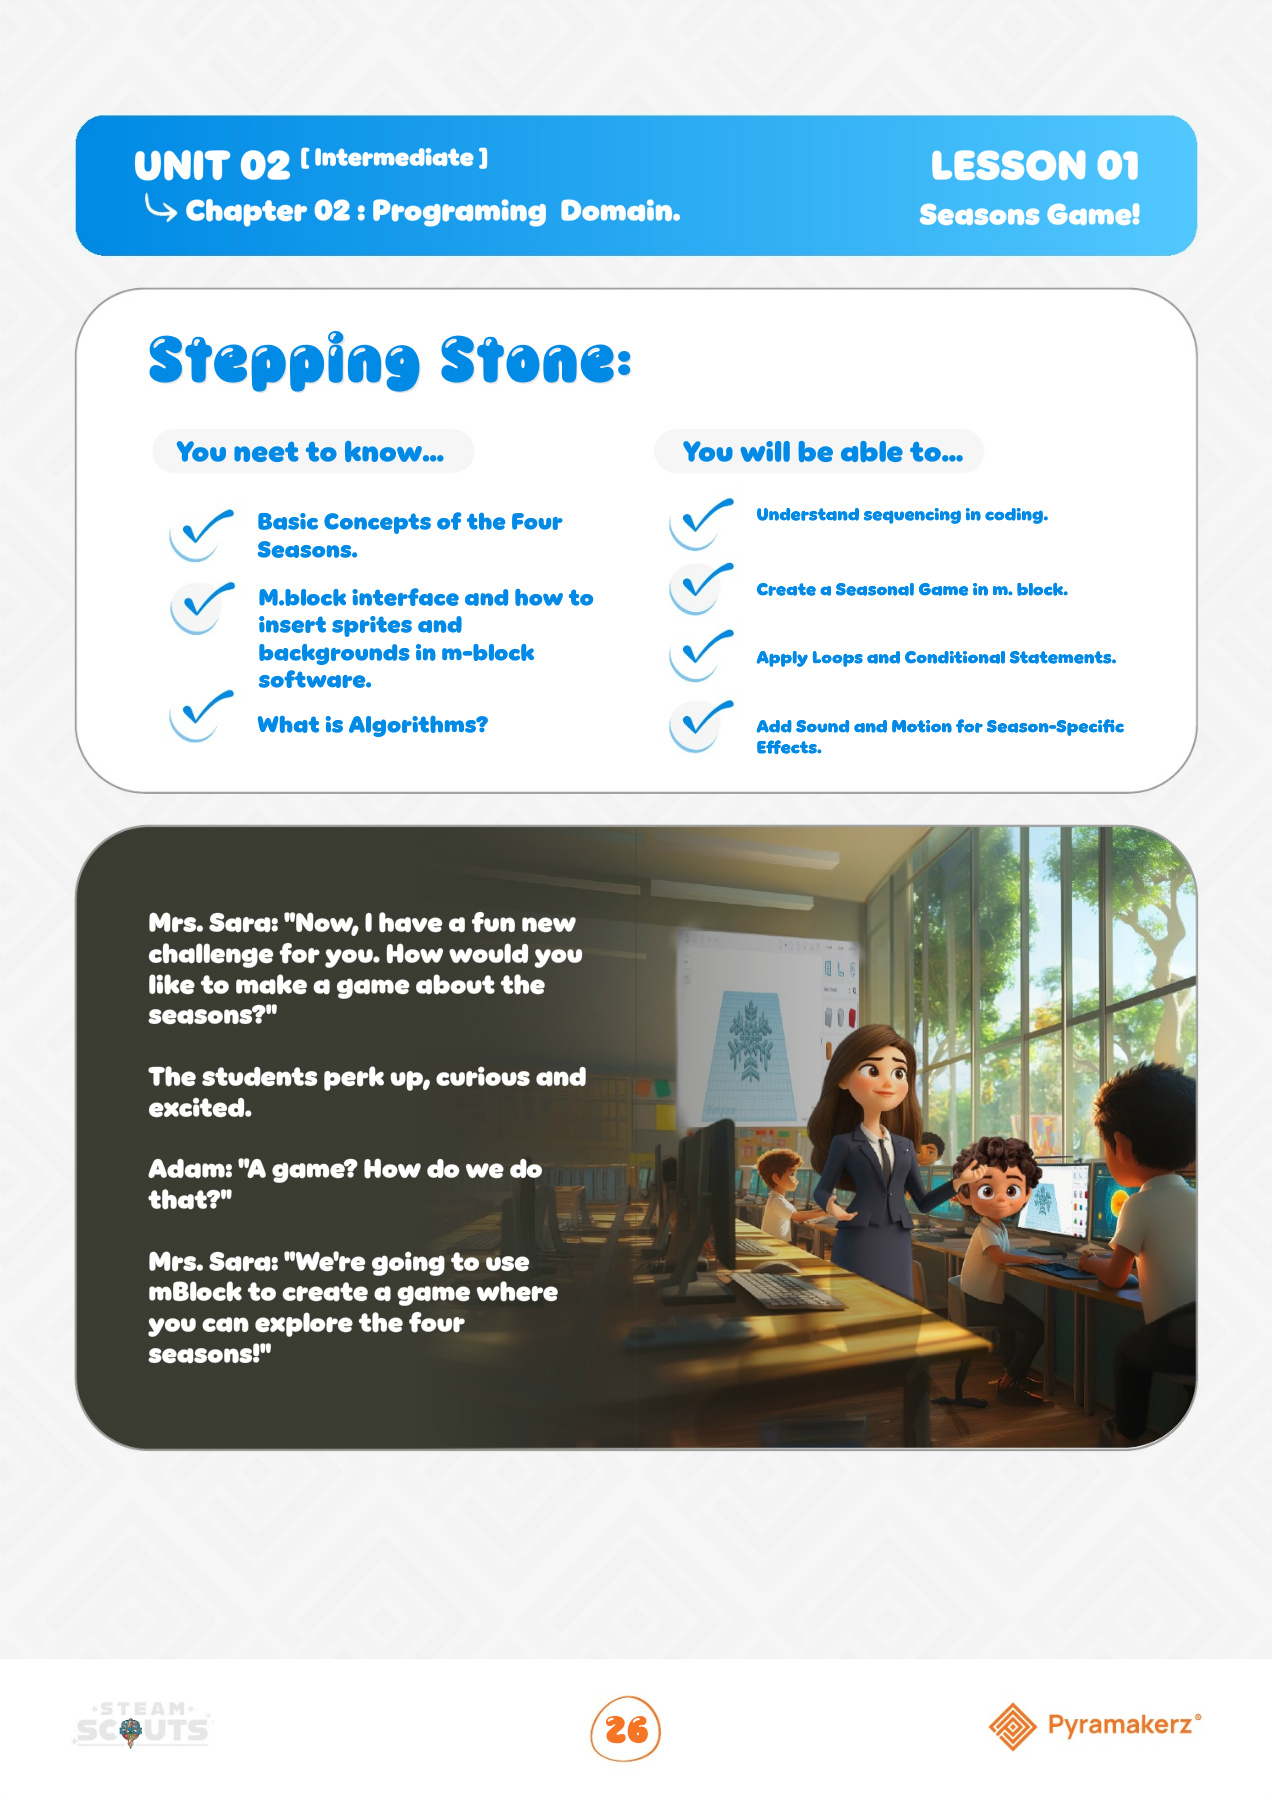 UNIT 02 [ Intermediate ]
Chapter 02 : Programing Domain.
LESSON 01
Seasons Game!
Stepping Stone:
You neet to know...
Basic Concepts of the Four
Seasons.
M.block interface and how to
insert sprites and
backgrounds in m-block
software.
What is Algorithms?
You will be able to...
Understand sequencing in coding.
Create a Seasonal Game in m. block.
Apply Loops and Conditional Statements.
Add Sound and Motion for Season-Specific
Effects.
Mrs. Sara: "Now, I have a fun new
challenge for you. How would you
like to make a game about the
seasons?"
The students perk up, curious and
excited.
Adam: "A game? How do we do
that?"
Mrs. Sara: "We're going to use
mBlock to create a game where
you can explore the four
seasons!"
STEAM
SCOUTS
26
Pyramakerz®